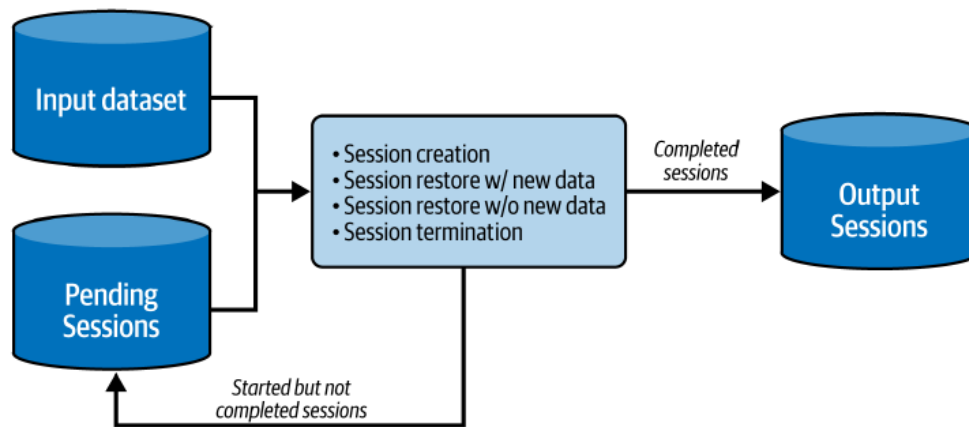 Input dataset
Pending
Sessions
• Session creation
• Session restore w/ new data
• Session restore w/o new data
• Session termination
Completed
sessions
Output
Sessions
Started but not
completed sessions